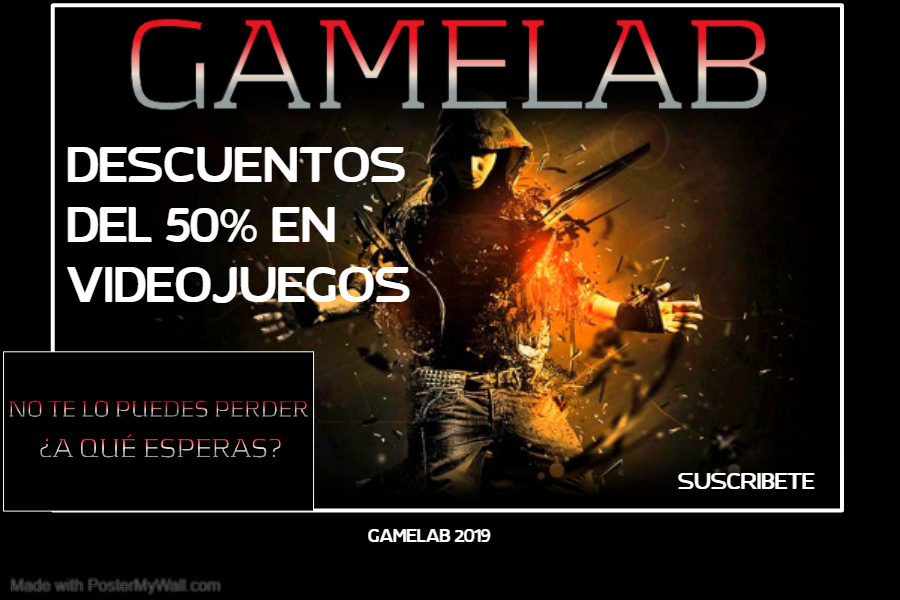 GAMELAB
DESCUENTOS
DEL 50% EN
VIDEOJUEGOS
NO TE LO PUEDES PERDER
¿A QUÉ ESPERAS?
SUSCRIBETE
GAMELAB 2019
Made with PosterMyWall.com